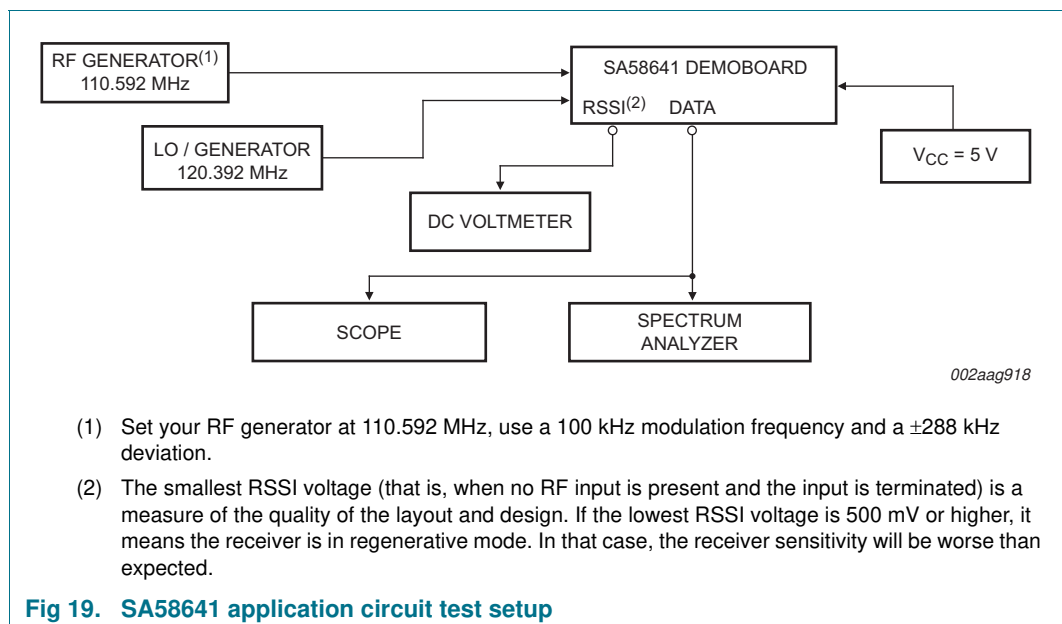 RF GENERATOR(1)
110.592 MHz
SA58641 DEMOBOARD
RSSI(2) DATA
LO / GENERATOR
120.392 MHz
VCC = 5 V
DC VOLTMETER
SCOPE
SPECTRUM
ANALYZER
002aag918
(1) Set your RF generator at 110.592 MHz, use a 100 kHz modulation frequency and a ±288 kHz
deviation.
(2) The smallest RSSI voltage (that is, when no RF input is present and the input is terminated) is a
measure of the quality of the layout and design. If the lowest RSSI voltage is 500 mV or higher, it
means the receiver is in regenerative mode. In that case, the receiver sensitivity will be worse than
expected.
Fig 19. SA58641 application circuit test setup